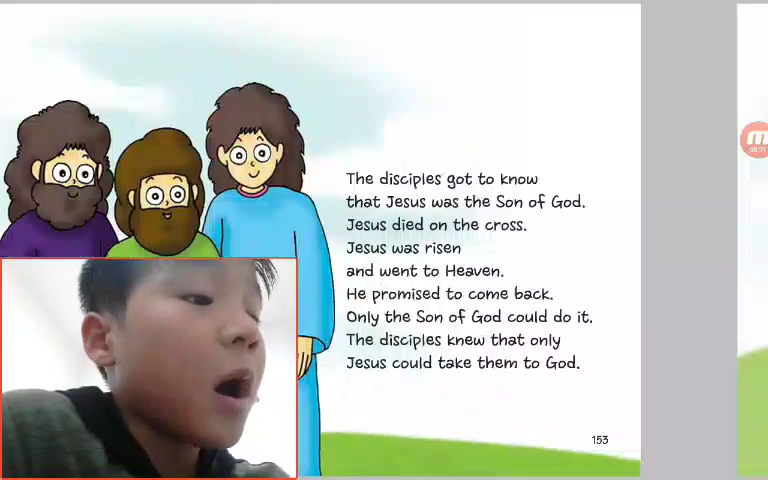 The disciples got to know
that Jesus was the Son of God.
Jesus died on the cross.
Jesus was risen
and went to Heaven.
He promised to come back.
Only the Son of God could do it.
The disciples knew that only
Jesus could take them to God.
153